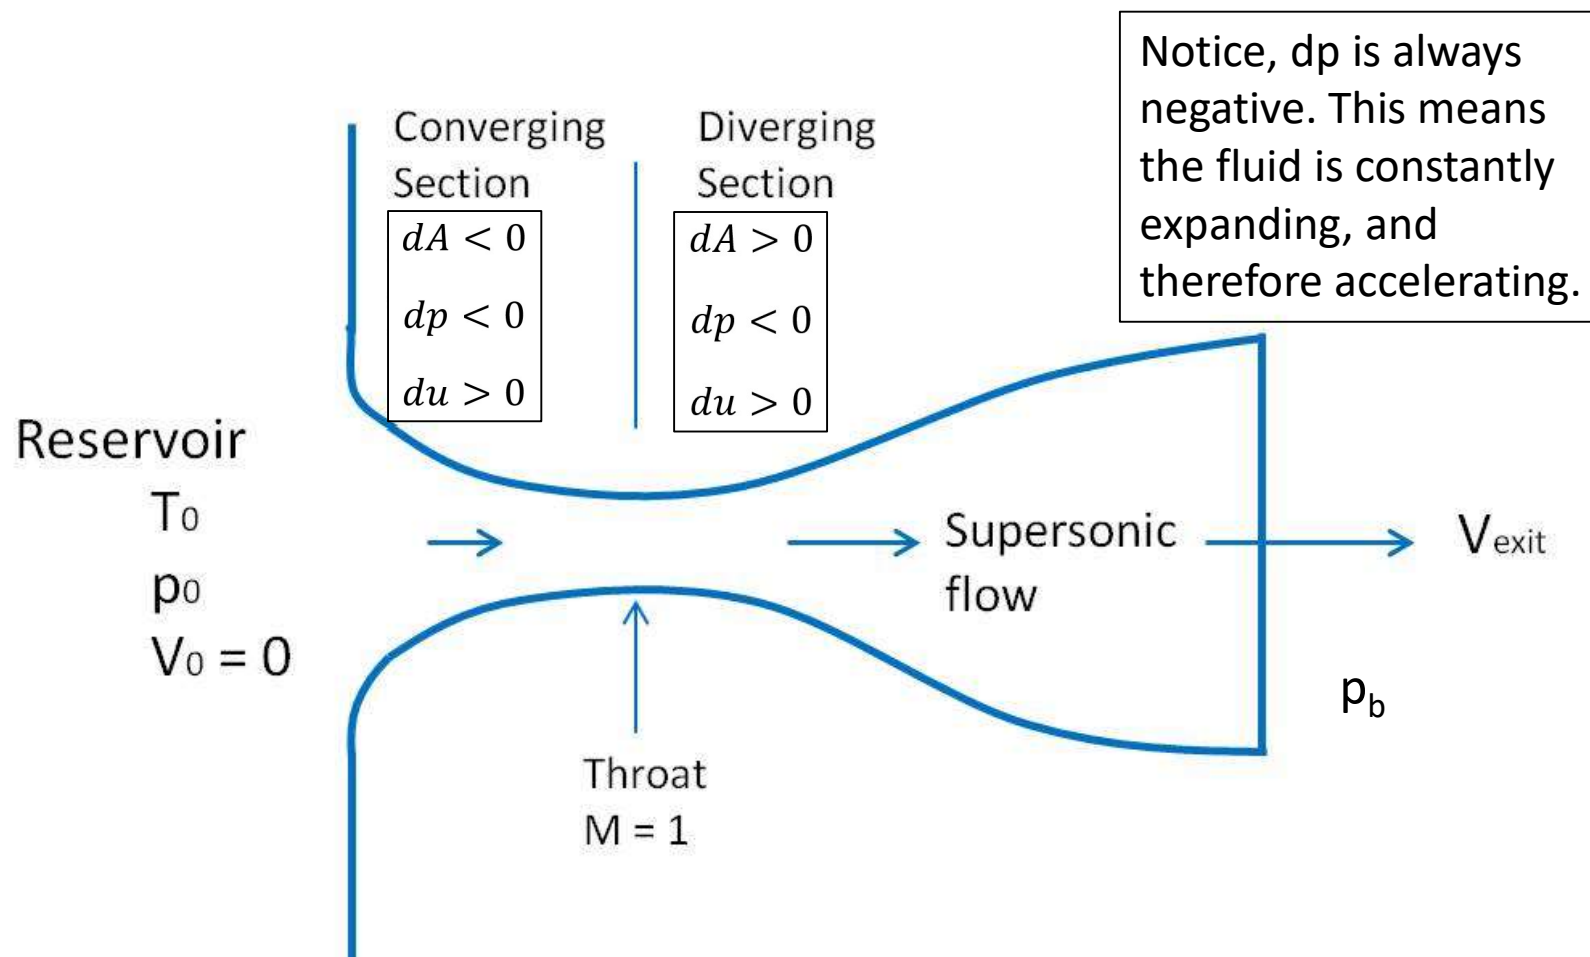 Notice, dp is always
negative. This means
the fluid is constantly
expanding, and
therefore accelerating.
Converging
Section
dA < 0
dp < 0
du > 0
Diverging
Section
dA > 0
dp < 0
du > 0
Reservoir
T₀
p₀
V₀ = 0
Supersonic
flow
V_exit
p_b
Throat
M = 1